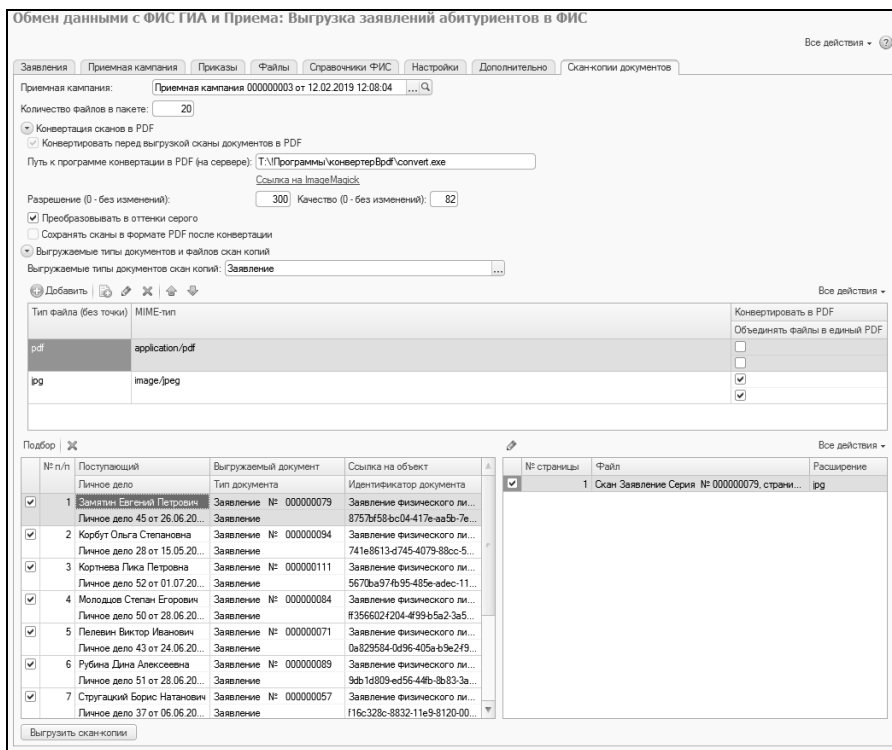 Обмен данными с ФИС ГИА и Приема: Выгрузка заявлений абитуриентов в ФИС
Все действия
Заявления Приемная кампания Приказы Файлы Справочники ФИС Настройки Дополнительно Скан-копии документов
Приемная кампания: Приемная кампания 000000003 от 12.02.2019 12:08:04 ...
Количество файлов в пакете: 20
Конвертация сканов в PDF
Конвертировать перед выгрузкой сканы документов в PDF
Путь к программе конвертации в PDF (на сервере): T:\!Программы\конвертерВpdf\convert.exe
Ссылка на ImageMagick
Разрешение (0 - без изменений): 300 Качество (0 - без изменений): 82
Преобразовывать в оттенки серого
Сохранять сканы в формате PDF после конвертации
Выгружаемые типы документов и файлов скан копий
Выгружаемые типы документов скан копий: Заявление ...
Добавить Все действия
Тип файла (без точки) MIME-тип Конвертировать в PDF
Объединять файлы в единый PDF
pdf application/pdf
jpg image/jpeg
Подбор Все действия
№ п/п Поступающий Выгружаемый документ Ссылка на объект № страницы Файл Расширение
Личное дело Тип документа Идентификатор документа
1 Замятин Евгений Петрович Заявление № 000000079 Заявление физического ли... 1 Скан Заявление Серия № 000000079, страни... jpg
Личное дело 45 от 26.06.20... Заявление 8757bf58-bc04-417e-aa5b-7e...
2 Корбут Ольга Степановна Заявление № 000000094 Заявление физического ли...
Личное дело 28 от 15.05.20... Заявление 741e8613-d745-4079-88cc-5...
3 Кортнева Лика Петровна Заявление № 000000111 Заявление физического ли...
Личное дело 52 от 01.07.20... Заявление 5670ba97-fb95-485e-adec-11...
4 Молодцов Степан Егорович Заявление № 000000084 Заявление физического ли...
Личное дело 50 от 28.06.20... Заявление ff356602-f204-4f99-b5a2-3a5...
5 Пелевин Виктор Иванович Заявление № 000000071 Заявление физического ли...
Личное дело 43 от 24.06.20... Заявление 0a829584-0d96-405a-b9e2-f9...
6 Рубина Дина Алексеевна Заявление № 000000089 Заявление физического ли...
Личное дело 51 от 28.06.20... Заявление 9db1d809-ed56-44fb-8b83-3a...
7 Стругацкий Борис Натанович Заявление № 000000057 Заявление физического ли...
Личное дело 37 от 06.06.20... Заявление f16c328c-8832-11e9-8120-00...
Выгрузить скан-копии